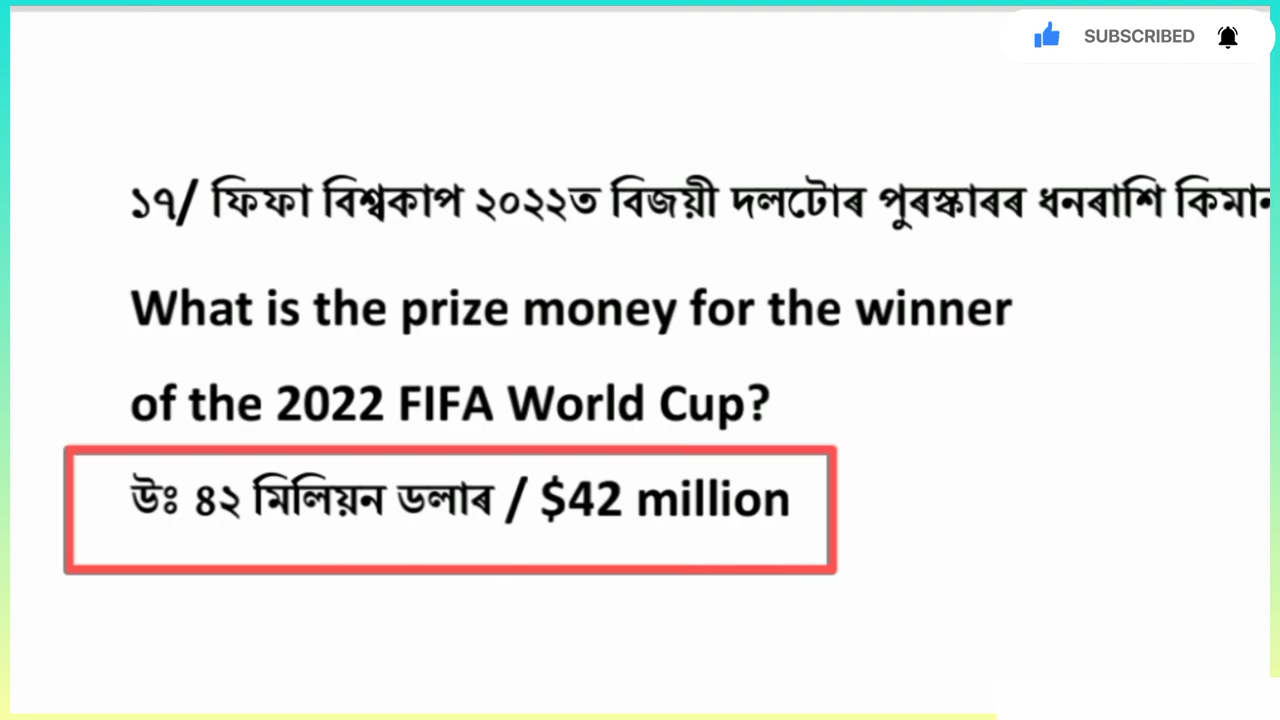 SUBSCRIBED
১৭/ ফিফা বিশ্বকাপ ২০২২ত বিজয়ী দলটোৰ পুৰস্কাৰৰ ধনৰাশি
What is the prize money for the winner
of the 2022 FIFA World Cup?
উঃ ৪২ মিলিয়ন ডলাৰ / $42 million